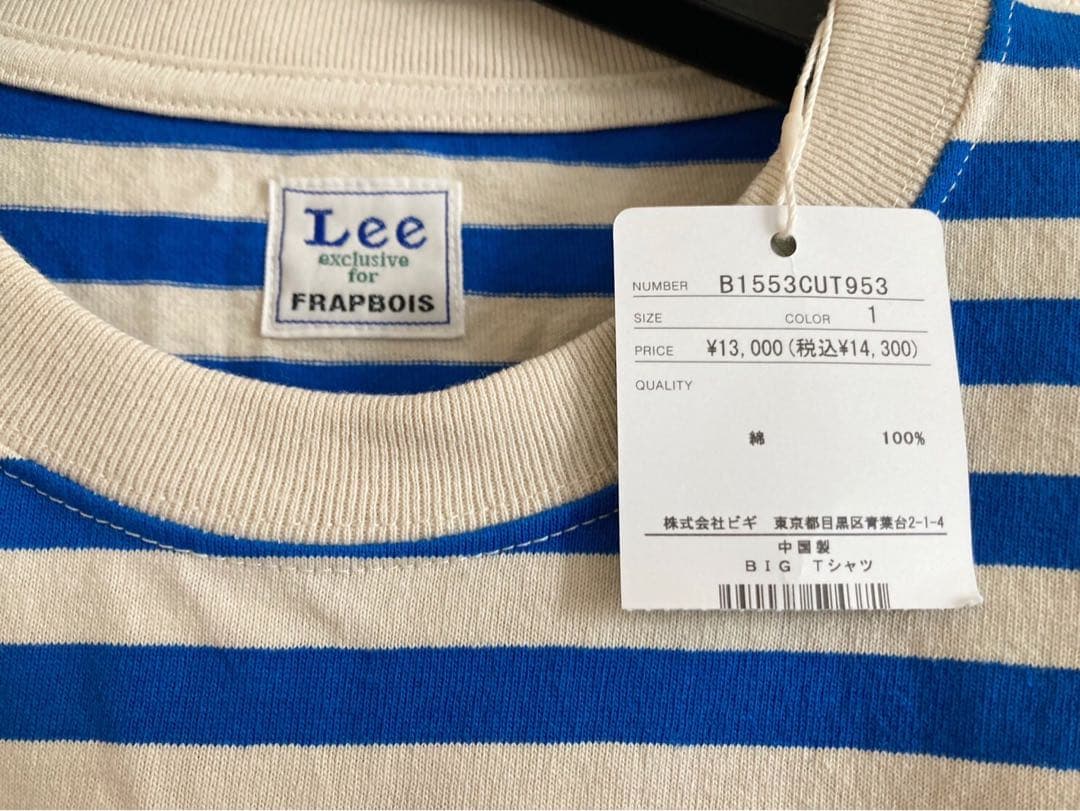 Lee
exclusive
for
FRAPBOIS
NUMBER B1553CUT953
SIZE COLOR 1
PRICE ¥13,000(税込¥14,300)
QUALITY
綿 100%
株式会社ビギ 東京都目黒区青葉台2-1-4
中国製
BIG Tシャツ